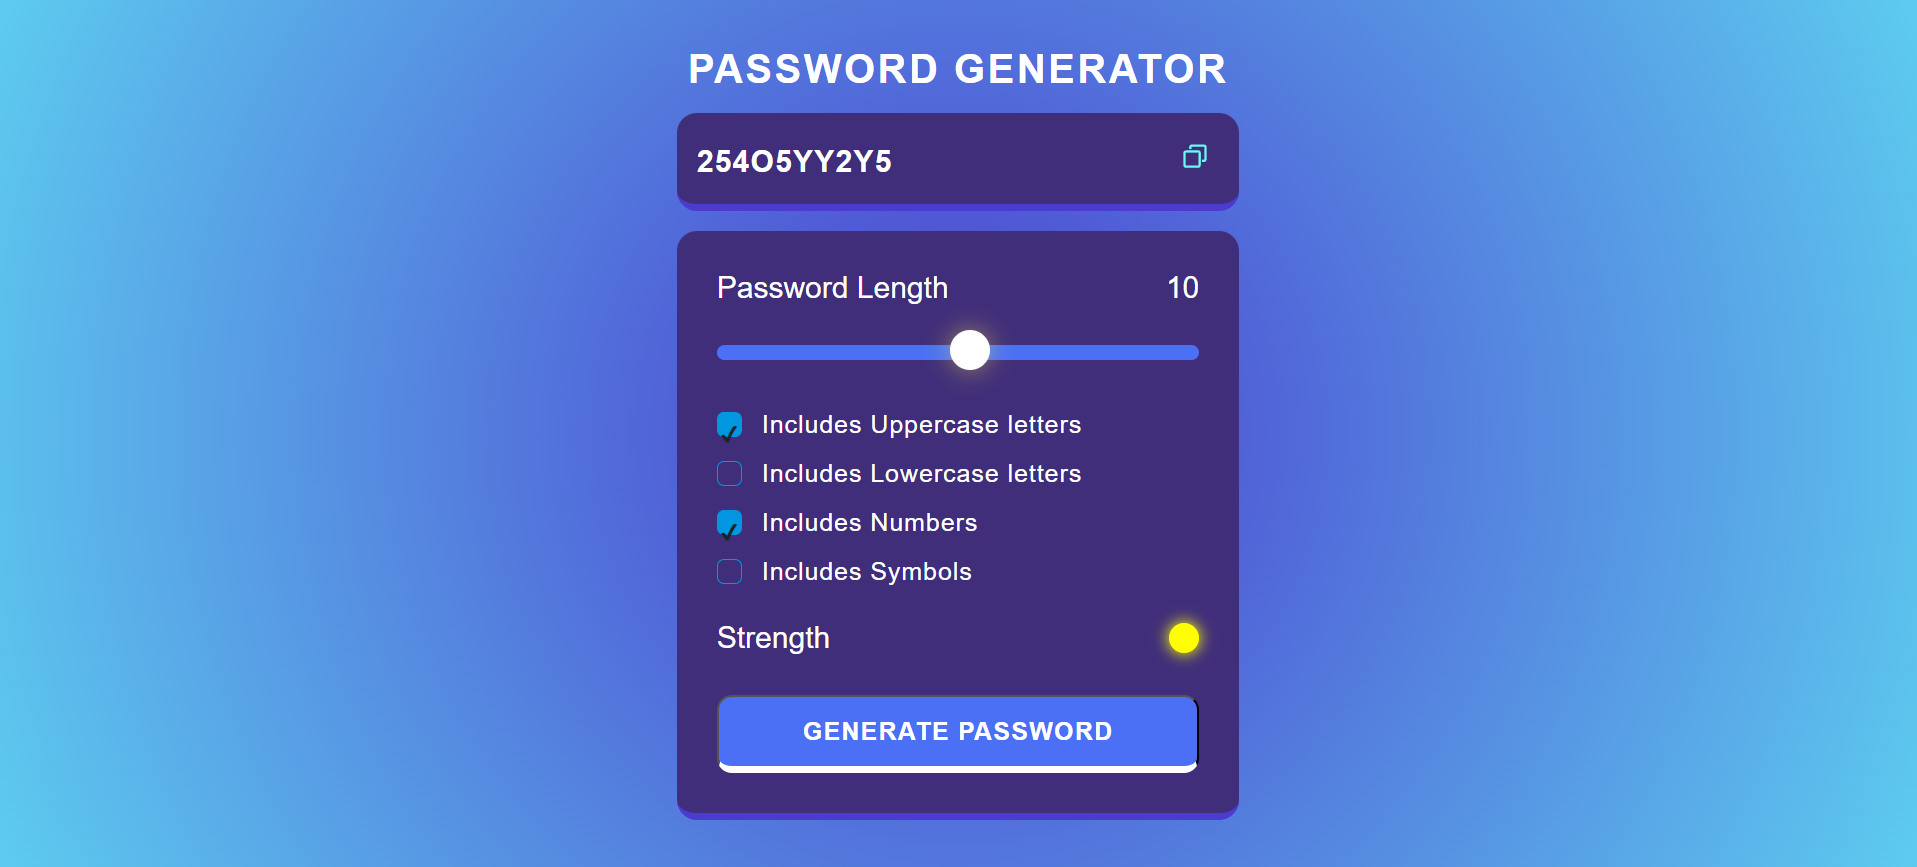 PASSWORD GENERATOR
254O5YY2Y5
Password Length 10
Includes Uppercase letters
Includes Lowercase letters
Includes Numbers
Includes Symbols
Strength
GENERATE PASSWORD